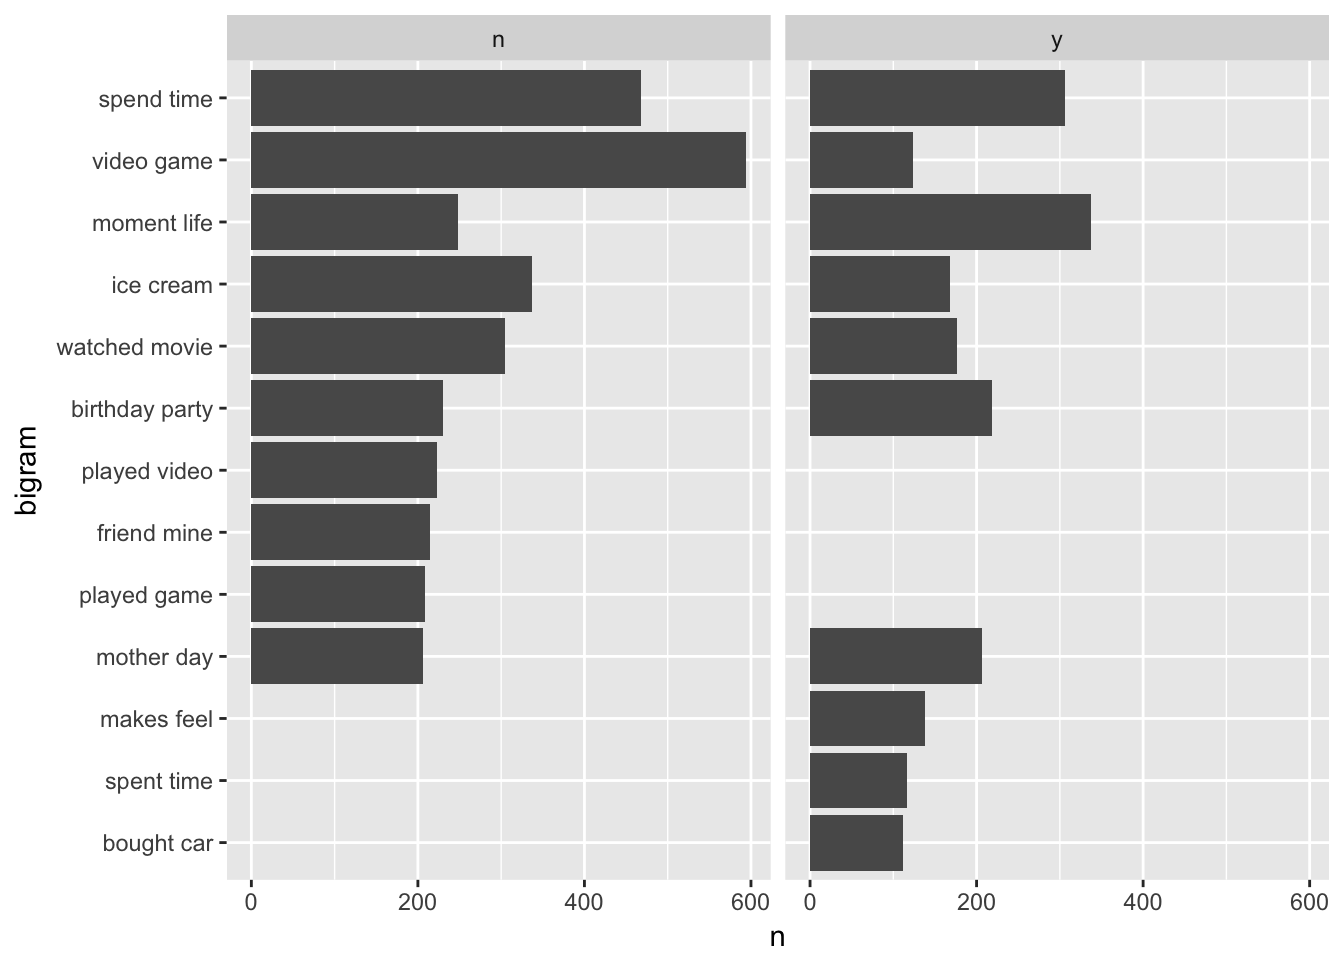 n
y
spend time
video game
moment life
ice cream
watched movie
birthday party
played video
friend mine
played game
mother day
makes feel
spent time
bought car
bigram
0 200 400 600
0 200 400 600
n